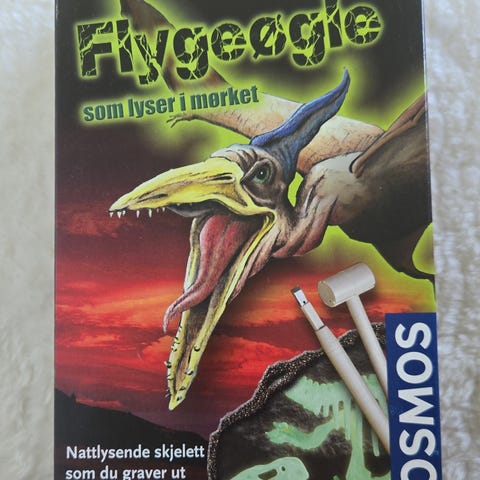 Flygeøgle
som lyser i mørket
KOSMOS
Nattlysende skjelett
som du graver ut